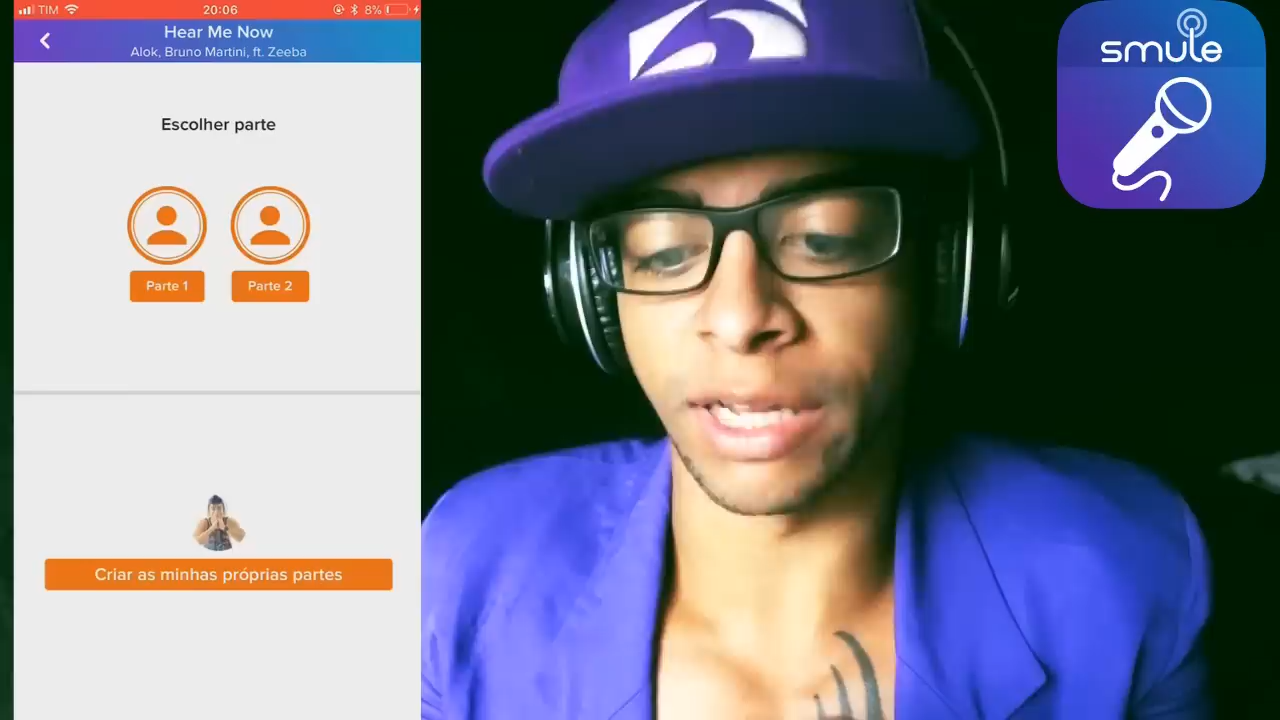 TIM 20:06 8%
Hear Me Now
Alok, Bruno Martini, ft. Zeeba
Escolher parte
Parte 1 Parte 2
Criar as minhas próprias partes
smule